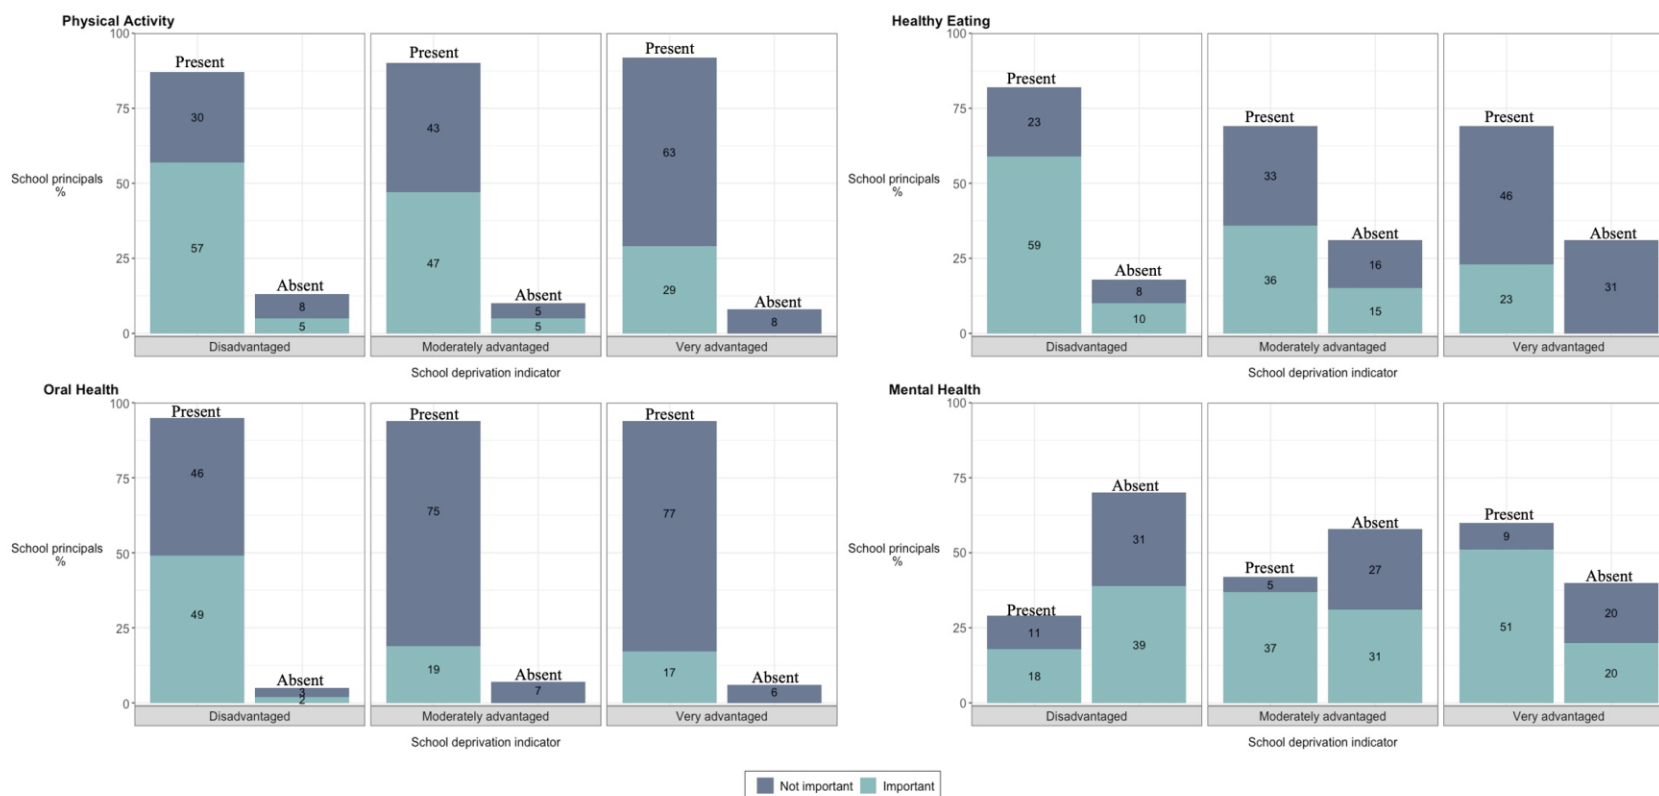 Physical Activity
100
75
50
25
0
School principals
%
Present
30
57
Absent
8
5
Disadvantaged
Present
43
47
Absent
5
5
Moderately advantaged
Present
63
29
Absent
8
Very advantaged
School deprivation indicator
Healthy Eating
100
75
50
25
0
School principals
%
Present
23
59
Absent
8
10
Disadvantaged
Present
33
36
Absent
16
15
Moderately advantaged
Present
46
23
Absent
31
Very advantaged
School deprivation indicator
Oral Health
100
75
50
25
0
School principals
%
Present
46
49
Absent
3
2
Disadvantaged
Present
75
19
Absent
7
Moderately advantaged
Present
77
17
Absent
6
Very advantaged
School deprivation indicator
Mental Health
100
75
50
25
0
School principals
%
Present
11
18
Absent
31
39
Disadvantaged
Present
5
37
Absent
27
31
Moderately advantaged
Present
9
51
Absent
20
20
Very advantaged
School deprivation indicator
Not important Important